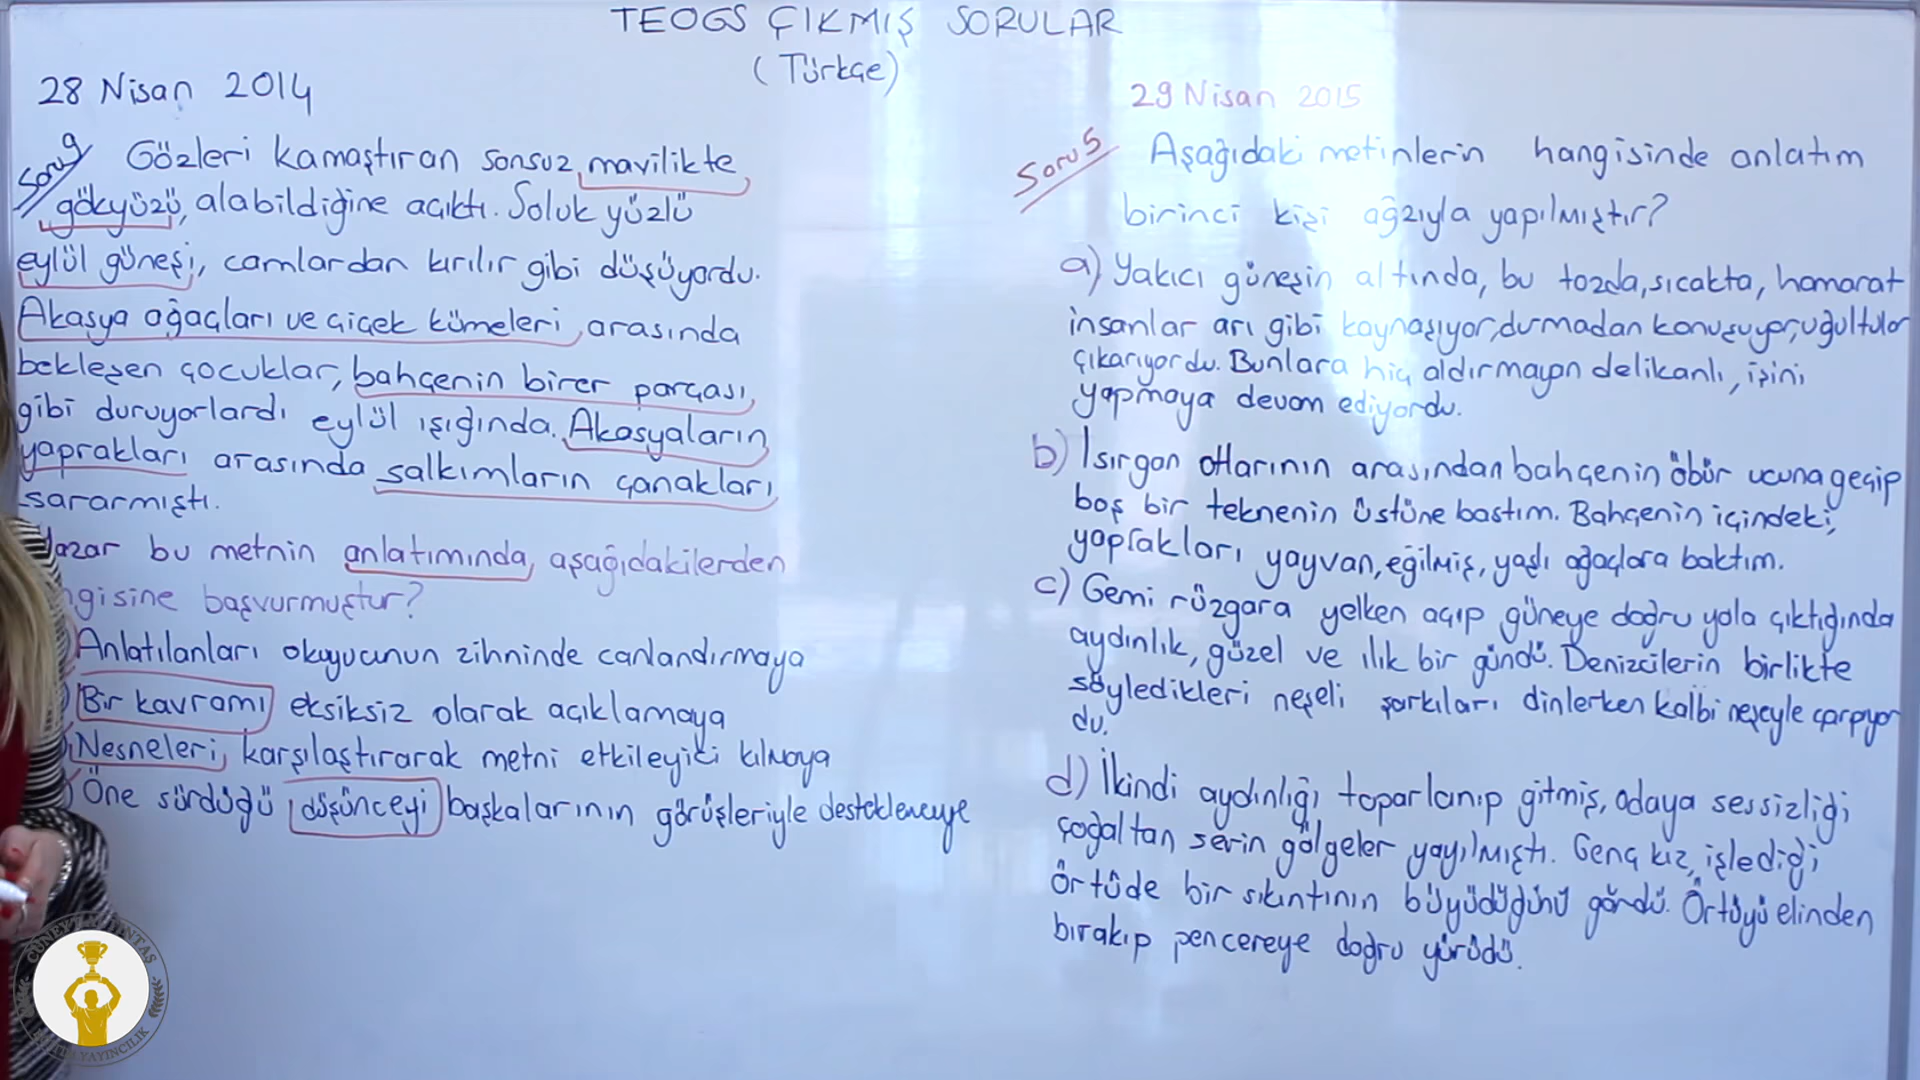 TEOGS ÇIKMIŞ SORULAR
(Türkçe)
28 Nisan 2014
Soru 9
Gözleri kamaştıran sonsuz mavilikte
gökyüzü, alabildiğine açıktı. Soluk yüzlü
eylül güneşi, camlardan kırılır gibi düşüyordu.
Akasya ağaçları ve çiçek kümeleri arasında
bekleşen çocuklar, bahçenin birer parçası
gibi duruyorlardı eylül ışığında. Akasyaların
yaprakları arasında salkımların çanakları
sararmıştı.
Yazar bu metnin anlatımında, aşağıdakilerden
ngisine başvurmuştur?
Anlatılanları okuyucunun zihninde canlandırmaya
Bir kavramı eksiksiz olarak açıklamaya
Nesneleri, karşılaştırarak metni etkileyici kılmaya
Öne sürdüğü düşünceyi başkalarının görüşleriyle desteklemeye
29 Nisan 2015
Soru 5
Aşağıdaki metinlerin hangisinde anlatım
birinci kişi ağzıyla yapılmıştır?
a) Yakıcı güneşin altında, bu tozda, sıcakta, hamarat
insanlar arı gibi kaynaşıyor, durmadan konuşuyor, uğultular
çıkarıyordu. Bunlara hiç aldırmayan delikanlı, işini
yapmaya devam ediyordu.
b) Isırgan otlarının arasından bahçenin öbür ucuna geçip
boş bir teknenin üstüne bastım. Bahçenin içindeki,
yaprakları yayvan, eğilmiş, yaşlı ağaçlara baktım.
c) Gemi rüzgara yelken açıp güneye doğru yola çıktığında
aydınlık, güzel ve ılık bir gündü. Denizcilerin birlikte
söyledikleri neşeli şarkıları dinlerken kalbi neşeyle çarpıyor
du.
d) İkindi aydınlığı toparlanıp gitmiş, odaya sessizliği
çoğaltan serin gölgeler yayılmıştı. Genç kız, işlediği
örtüde bir sıkıntının büyüdüğünü gördü. Örtüyü elinden
bırakıp pencereye doğru yürüdü.